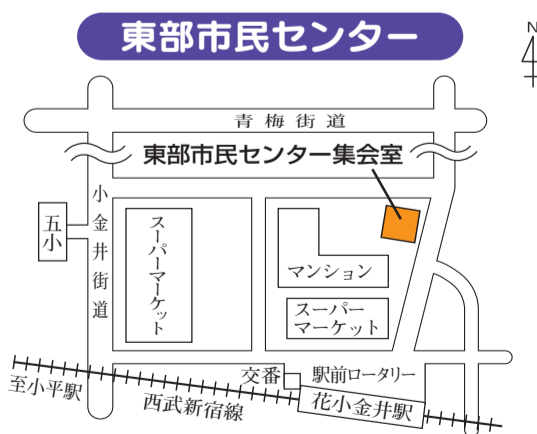 東部市民センター
N
青梅街道
東部市民センター集会室
小金井街道
五小
スーパーマーケット
マンション
スーパー
マーケット
交番
駅前ロータリー
至小平駅
西武新宿線
花小金井駅